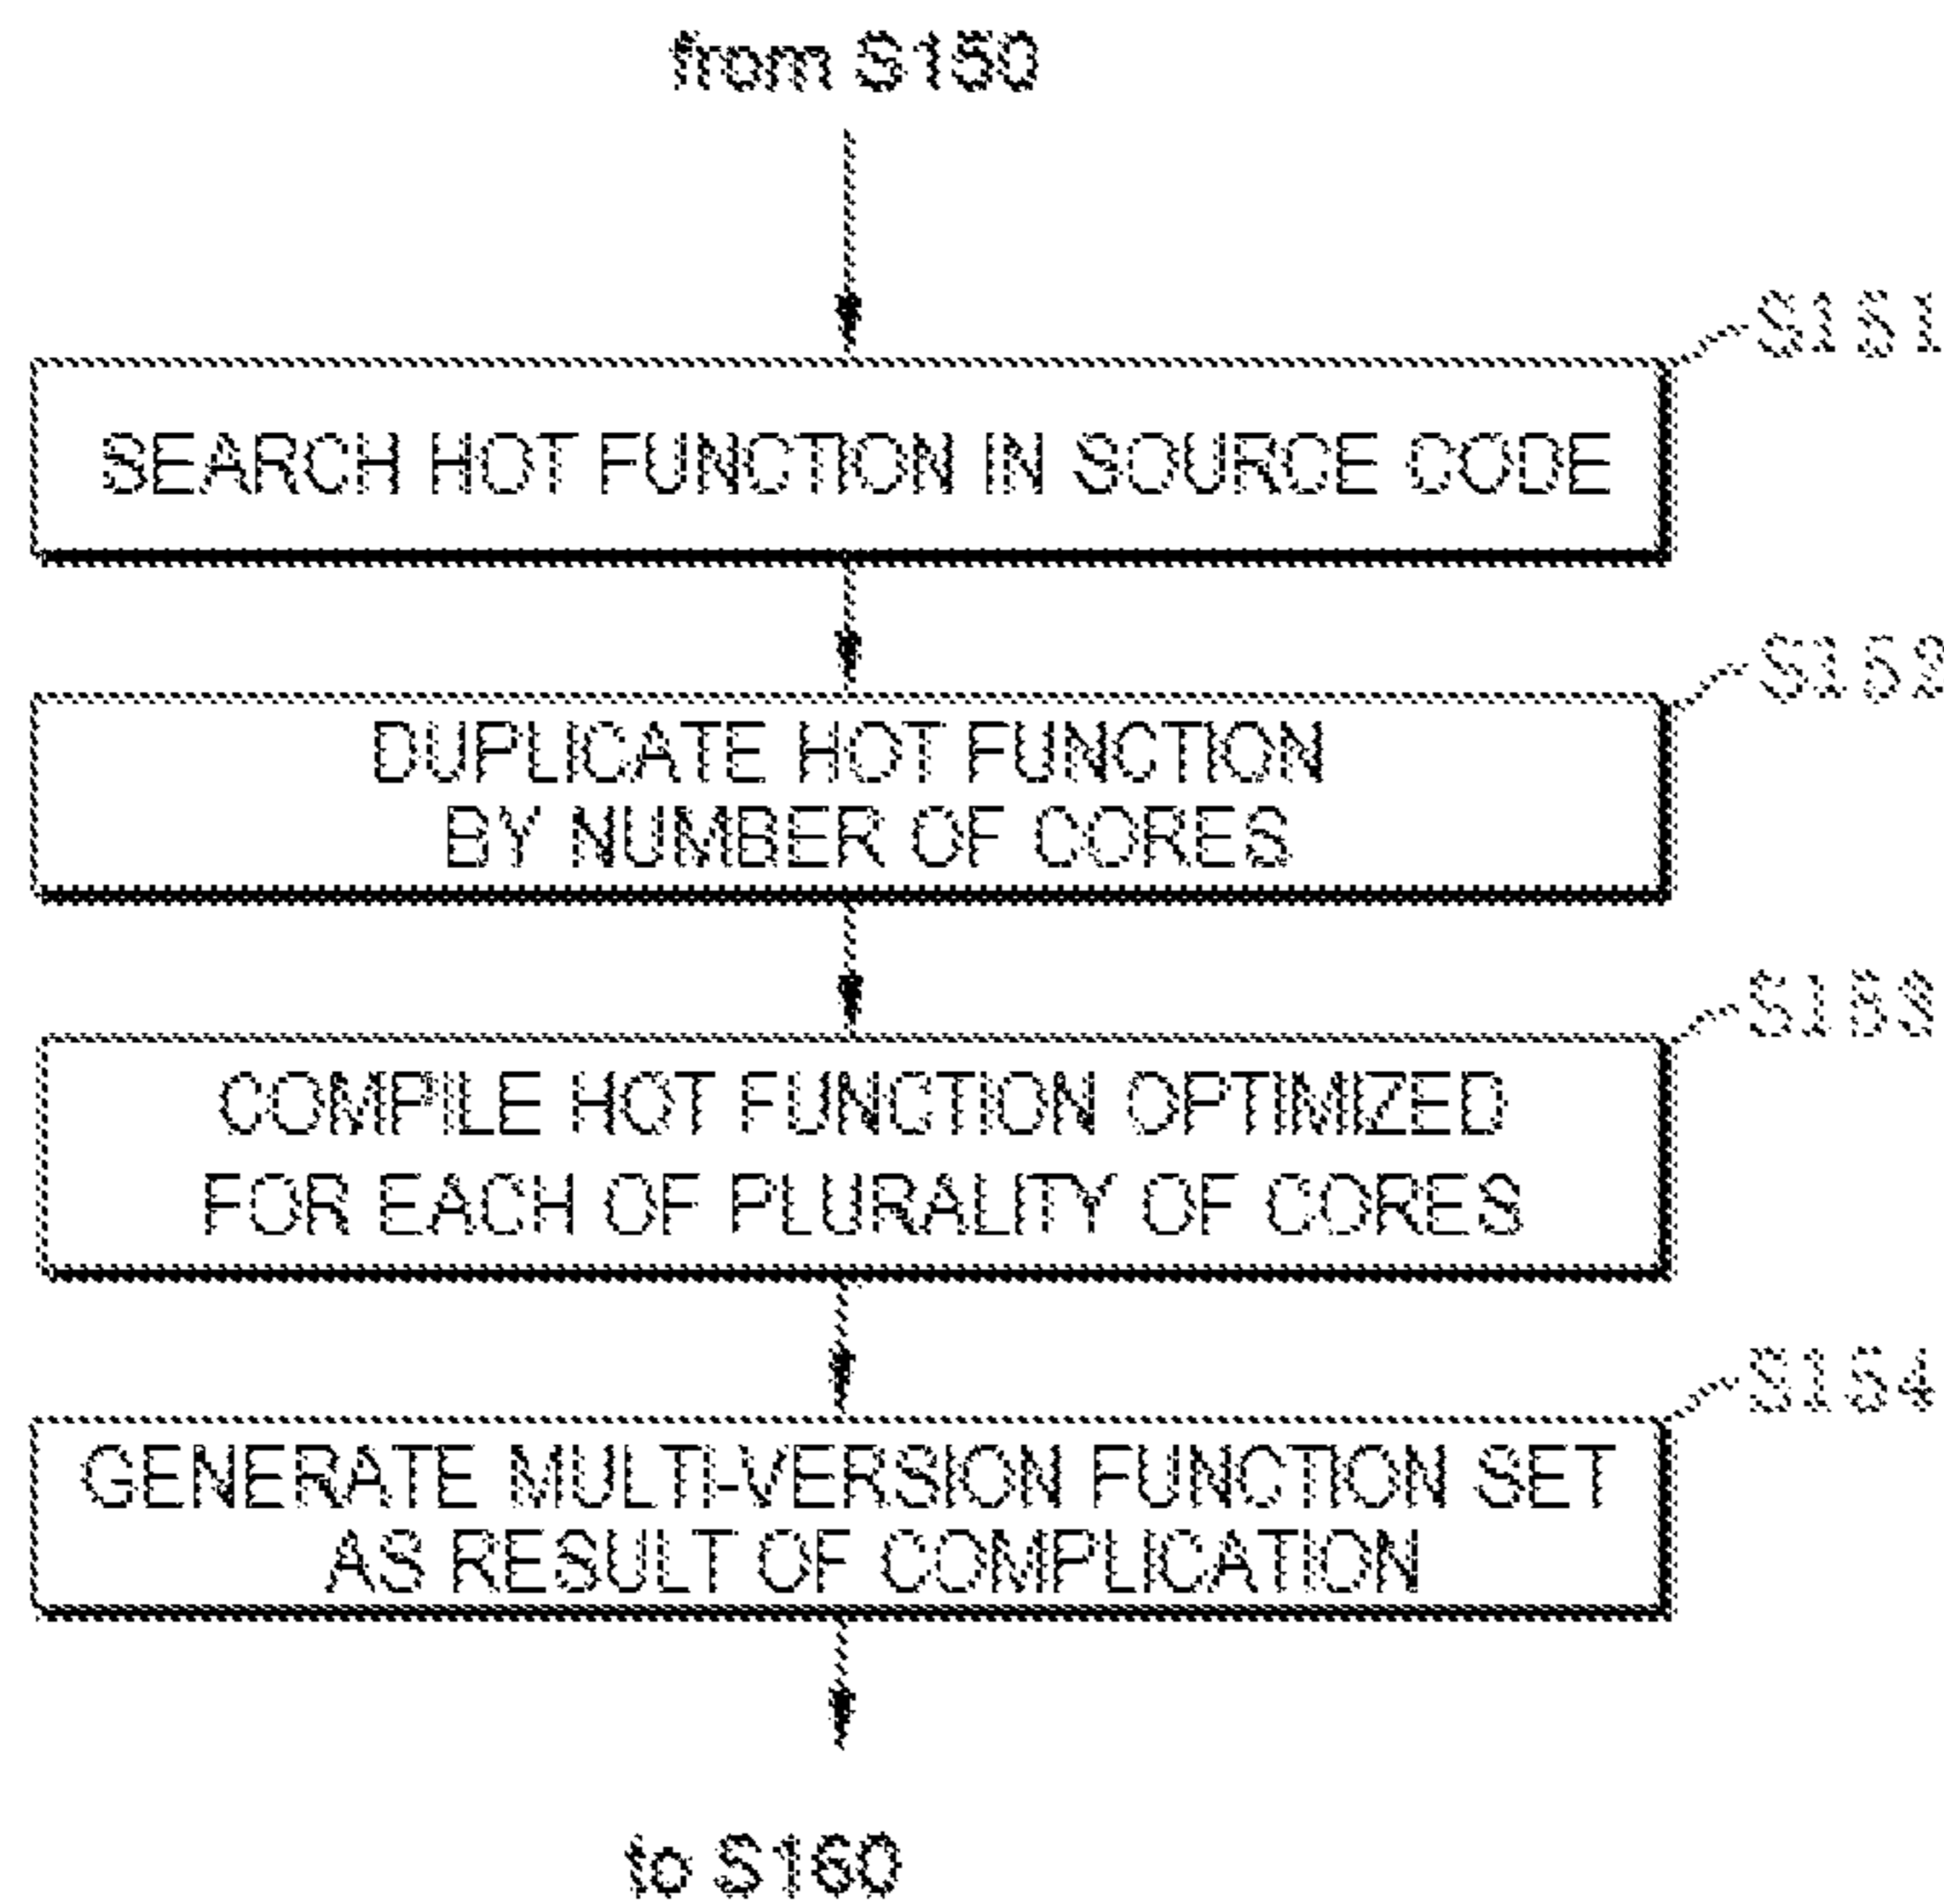 from S150
S151
SEARCH HOT FUNCTION IN SOURCE CODE
S152
DUPLICATE HOT FUNCTION
BY NUMBER OF CORES
S153
COMPILE HOT FUNCTION OPTIMIZED
FOR EACH OF PLURALITY OF CORES
S154
GENERATE MULTI-VERSION FUNCTION SET
AS RESULT OF COMPLICATION
to S160